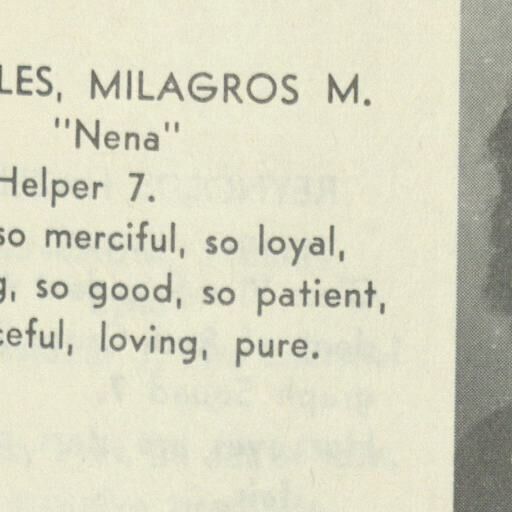 LES, MILAGROS M.
"Nena"
Helper 7.
so merciful, so loyal,
g, so good, so patient,
ceful, loving, pure.